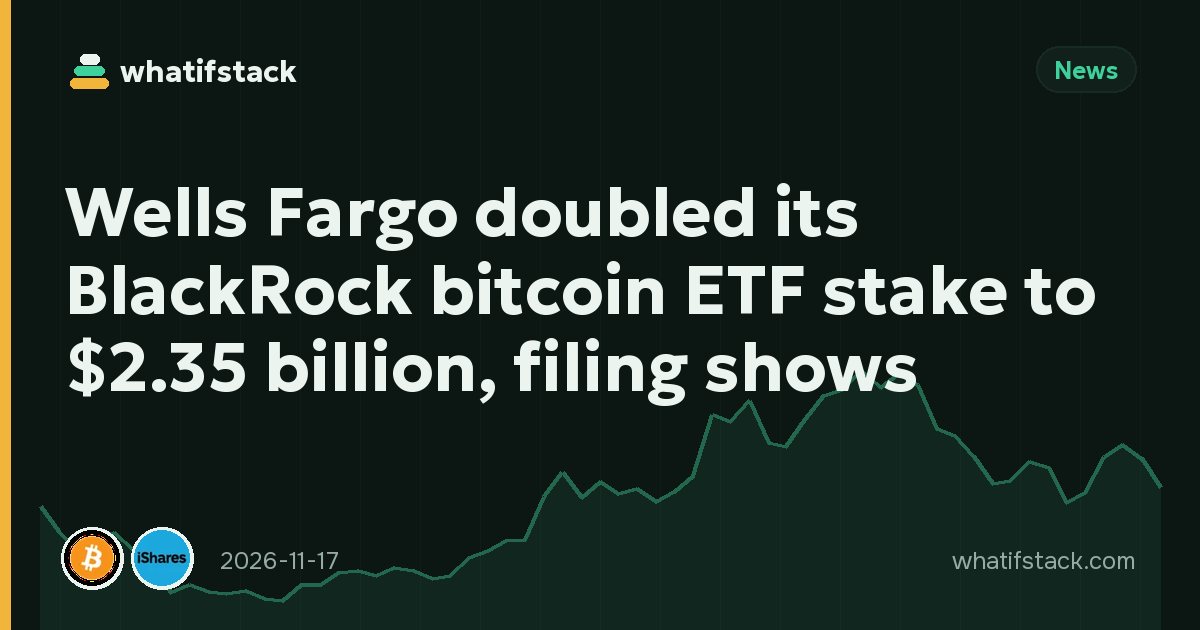 whatifstack
News
Wells Fargo doubled its
BlackRock bitcoin ETF stake to
$2.35 billion, filing shows
iShares
2026-11-17
whatifstack.com